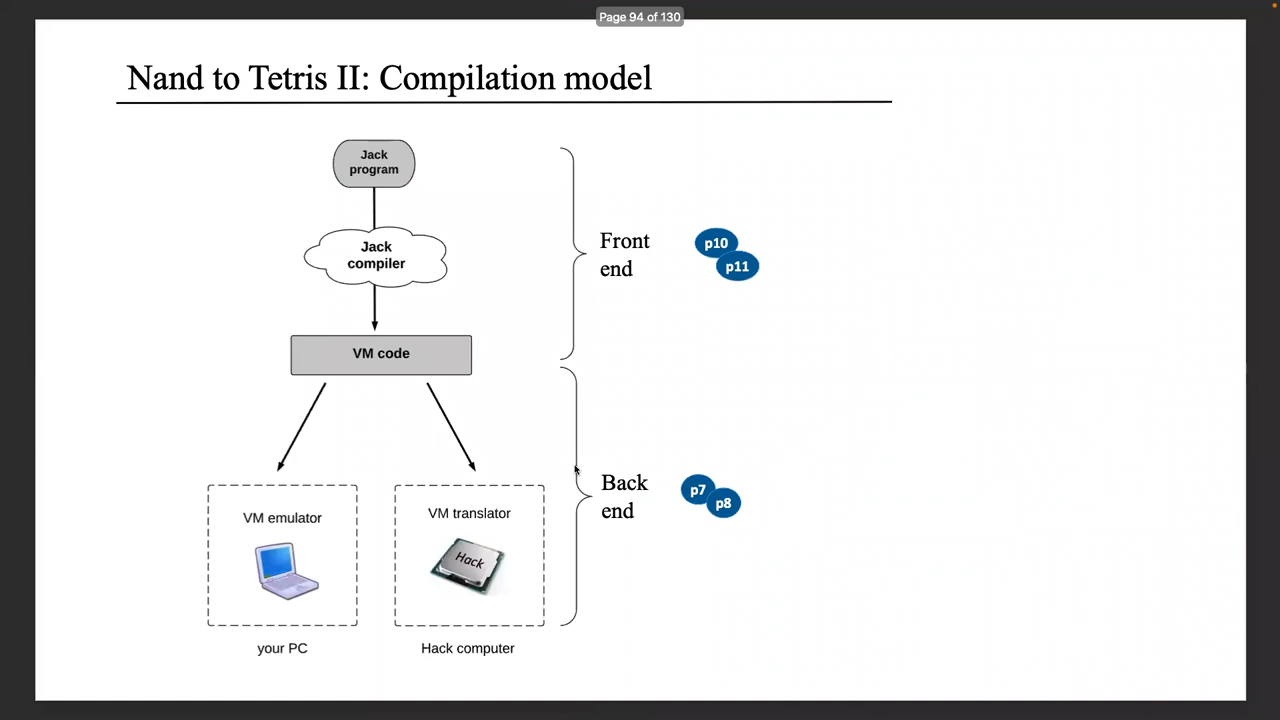 Page 94 of 130
Nand to Tetris II: Compilation model
Jack
program
Jack
compiler
Front
end
p10
p11
VM code
Back
end
p7
p8
VM emulator
VM translator
Hack
your PC
Hack computer